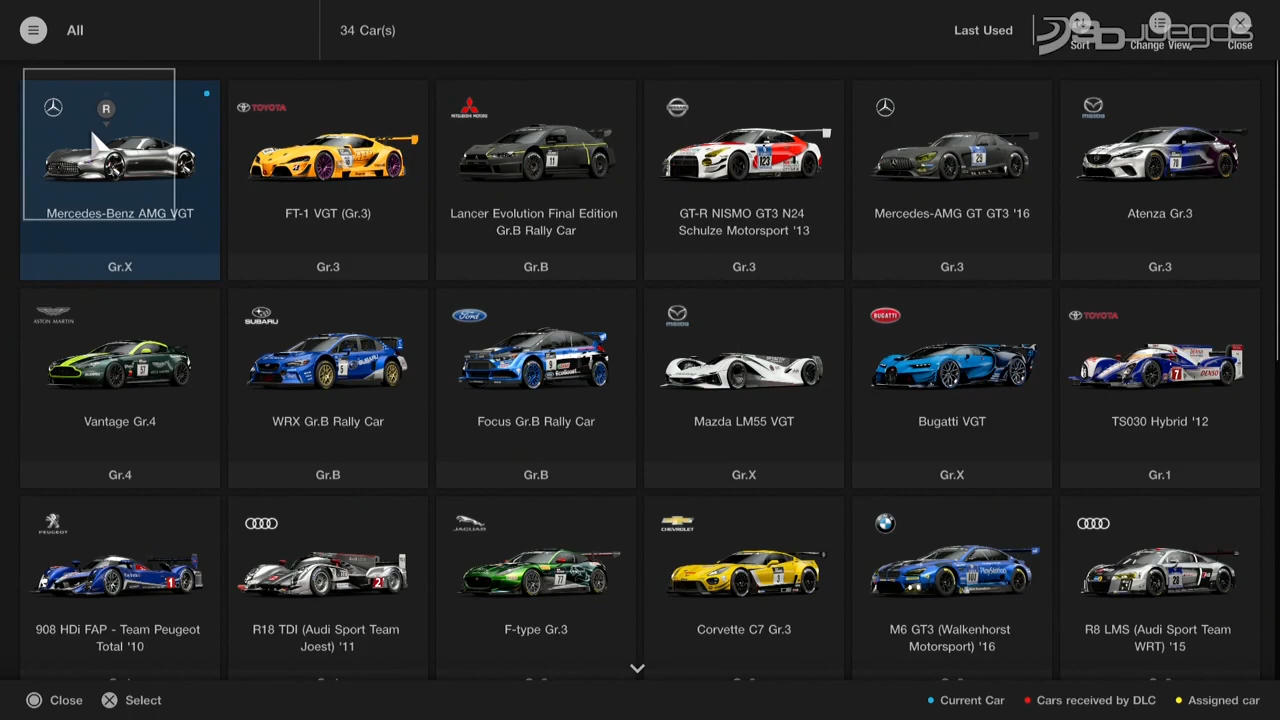 All
34 Car(s)
Last Used
3DJuegos
Sort
Change View
Close
R
TOYOTA
MITSUBISHI MOTORS
Mercedes-Benz AMG VGT
FT-1 VGT (Gr.3)
Lancer Evolution Final Edition
Gr.B Rally Car
GT-R NISMO GT3 N24
Schulze Motorsport '13
Mercedes-AMG GT GT3 '16
Atenza Gr.3
Gr.X
Gr.3
Gr.B
Gr.3
Gr.3
Gr.3
ASTON MARTIN
SUBARU
Ford
BUGATTI
TOYOTA
Vantage Gr.4
WRX Gr.B Rally Car
Focus Gr.B Rally Car
Mazda LM55 VGT
Bugatti VGT
TS030 Hybrid '12
Gr.4
Gr.B
Gr.B
Gr.X
Gr.X
Gr.1
PEUGEOT
JAGUAR
CHEVROLET
908 HDi FAP - Team Peugeot
Total '10
R18 TDI (Audi Sport Team
Joest) '11
F-type Gr.3
Corvette C7 Gr.3
M6 GT3 (Walkenhorst
Motorsport) '16
R8 LMS (Audi Sport Team
WRT) '15
Close
Select
Current Car
Cars received by DLC
Assigned car